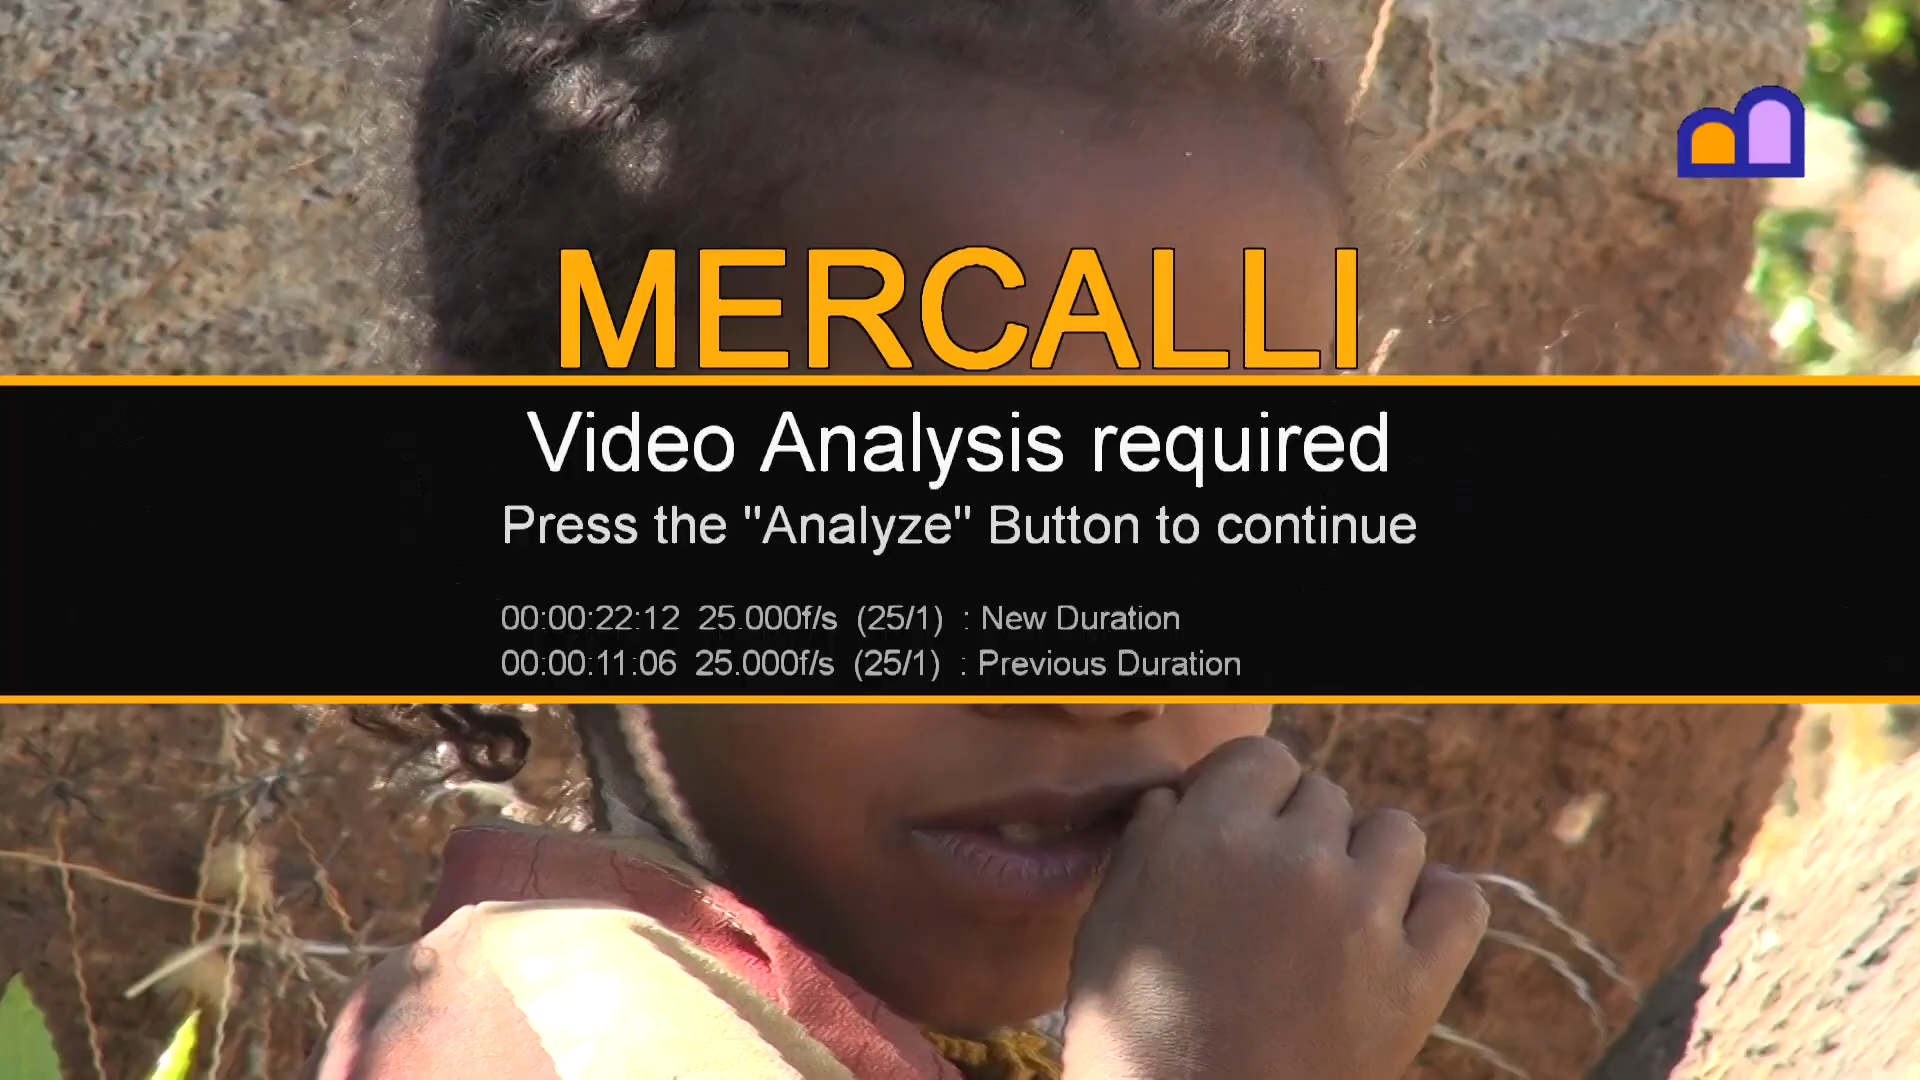 MERCALLI
Video Analysis required
Press the "Analyze" Button to continue
00:00:22:12 25.000f/s (25/1) : New Duration
00:00:11:06 25.000f/s (25/1) : Previous Duration